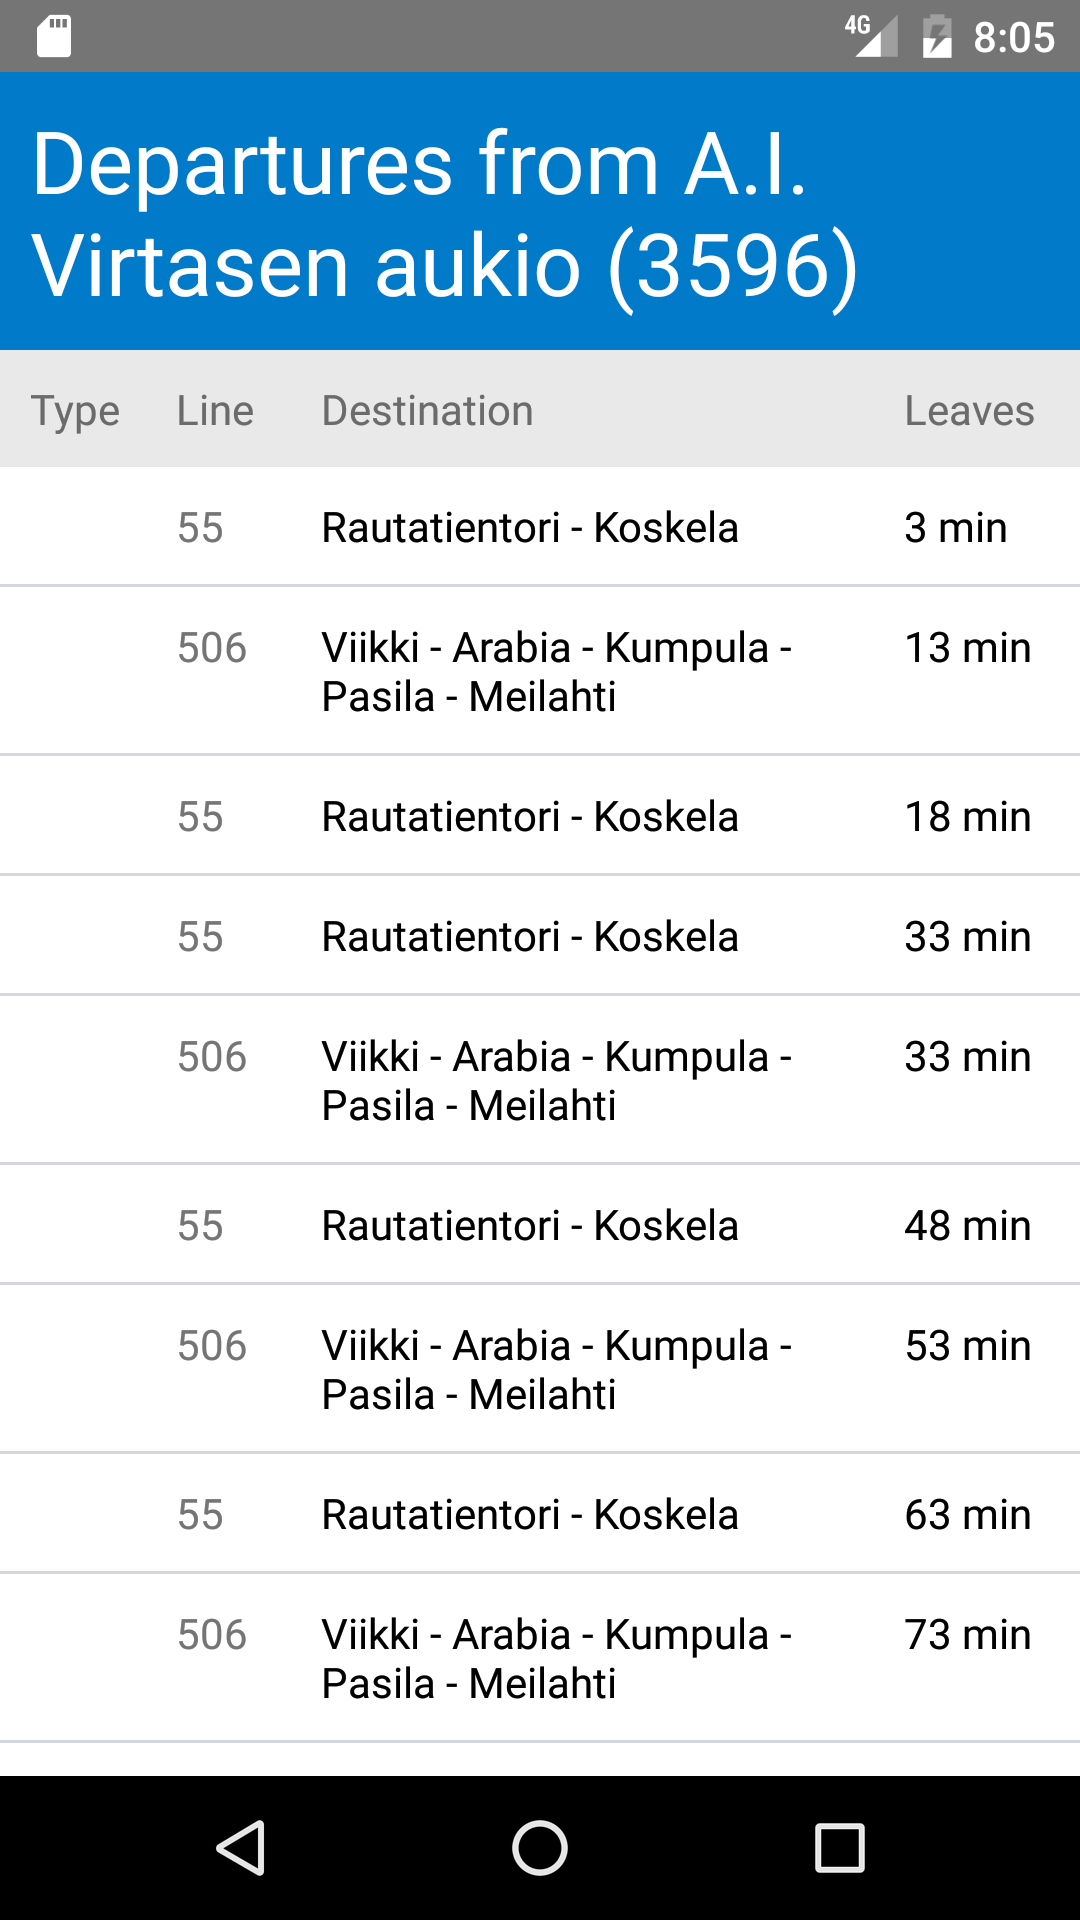 4G 8:05
Departures from A.I.
Virtasen aukio (3596)
Type Line Destination Leaves
55 Rautatientori - Koskela 3 min
506 Viikki - Arabia - Kumpula - 13 min
Pasila - Meilahti
55 Rautatientori - Koskela 18 min
55 Rautatientori - Koskela 33 min
506 Viikki - Arabia - Kumpula - 33 min
Pasila - Meilahti
55 Rautatientori - Koskela 48 min
506 Viikki - Arabia - Kumpula - 53 min
Pasila - Meilahti
55 Rautatientori - Koskela 63 min
506 Viikki - Arabia - Kumpula - 73 min
Pasila - Meilahti